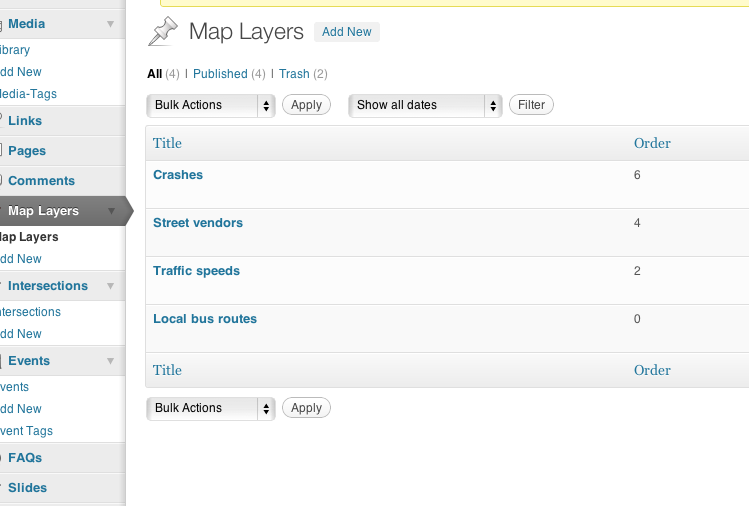 Media
ibrary
dd New
Media-Tags
Links
Pages
Comments
Map Layers
Map Layers
dd New
Intersections
ntersections
dd New
Events
vents
dd New
vent Tags
FAQs
Slides
Map Layers Add New
All (4) | Published (4) | Trash (2)
Bulk Actions Apply Show all dates Filter
Title Order
Crashes 6
Street vendors 4
Traffic speeds 2
Local bus routes 0
Title Order
Bulk Actions Apply